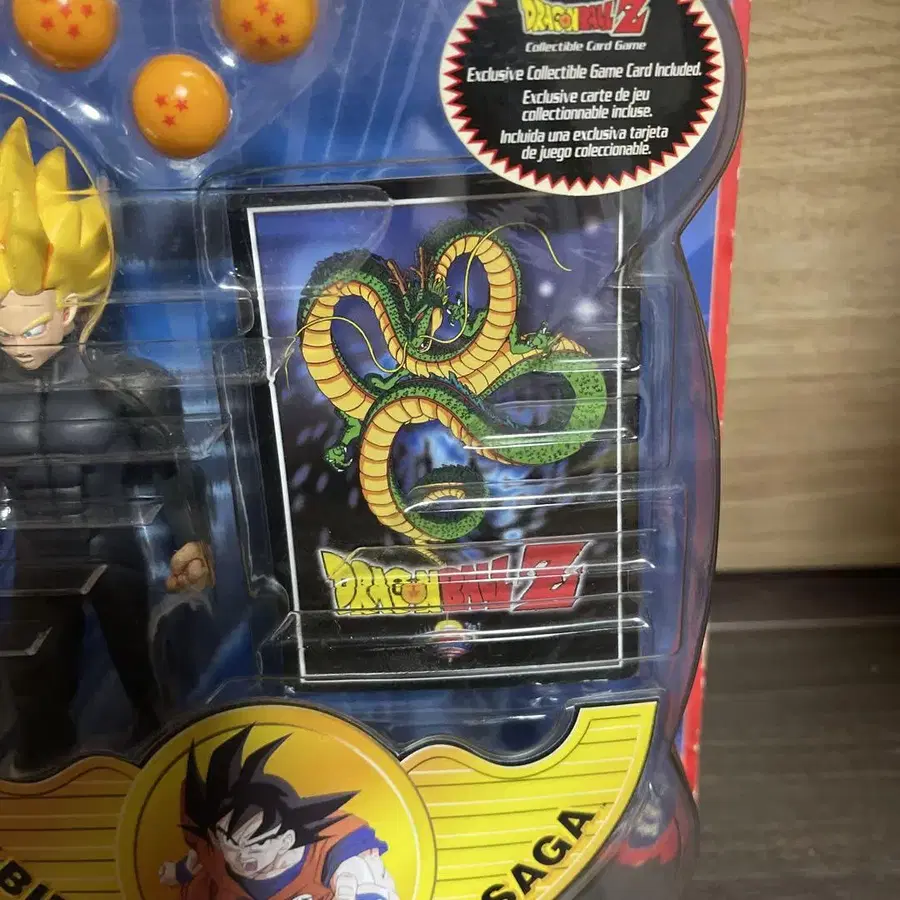 DRAGON BALL Z
Collectible Card Game
Exclusive Collectible Game Card Included.
Exclusive carte de jeu
collectionnable incluse.
Incluida una exclusiva tarjeta
de juego coleccionable.
DRAGON BALL Z
SAGA